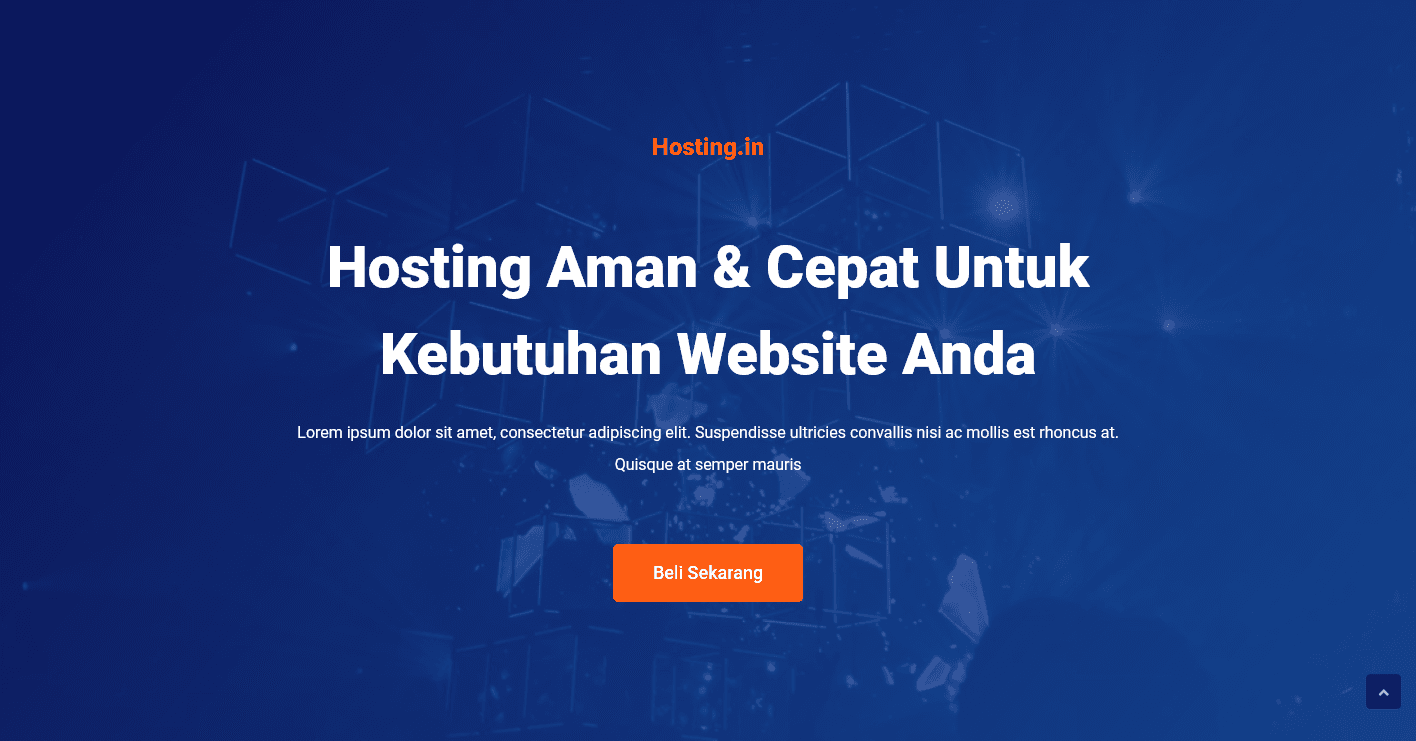 Hosting.in
Hosting Aman & Cepat Untuk
Kebutuhan Website Anda
Lorem ipsum dolor sit amet, consectetur adipiscing elit. Suspendisse ultricies convallis nisi ac mollis est rhoncus at.
Quisque at semper mauris
Beli Sekarang